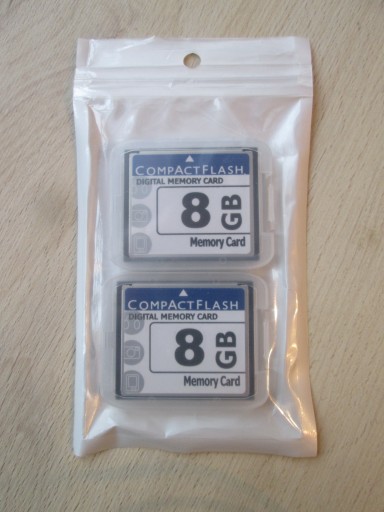 COMPACTFLASH
DIGITAL MEMORY CARD
8
GB
Memory Card
COMPACTFLASH
DIGITAL MEMORY CARD
8
GB
Memory Card